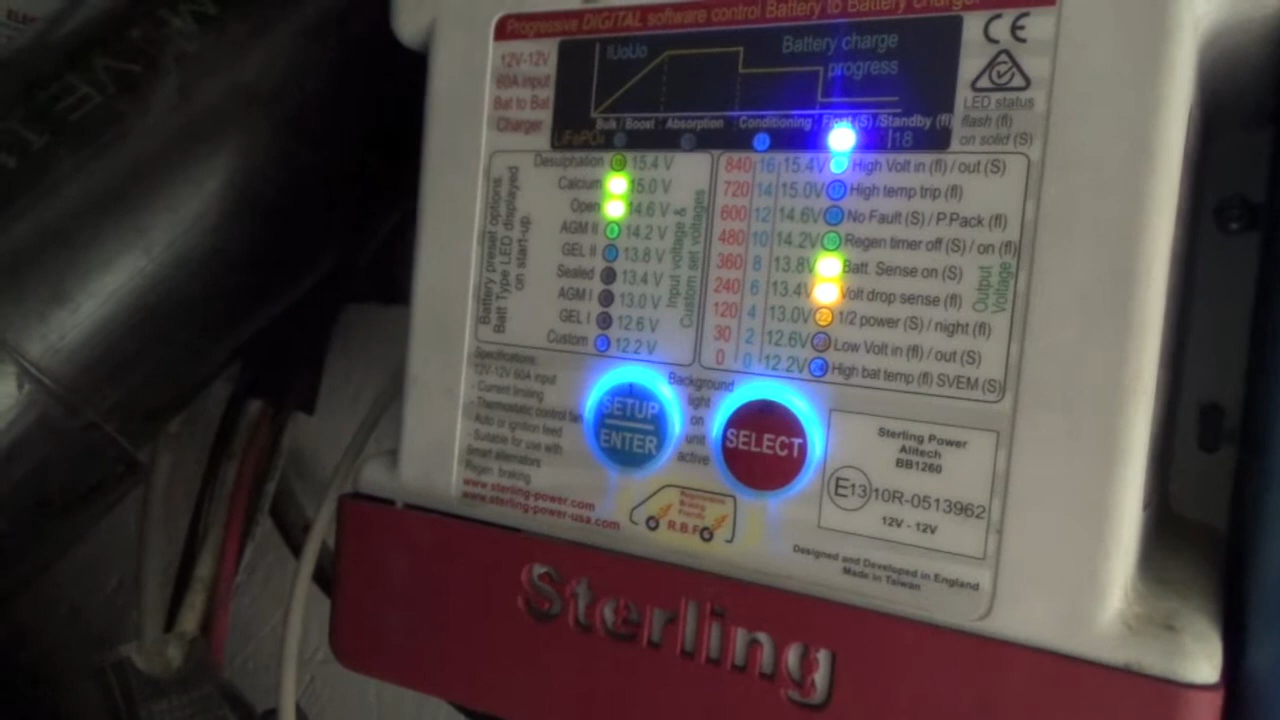 Progressive DIGITAL software control Battery to Battery charger
12V-12V
60A input
Bat to Bat
Charger
IUoUo
Battery charge
progress
Bulk / Boost
Absorption
Conditioning
Float (S) /Standby (fl)
LiFePO
18
CE
LED status
flash (fl)
on solid (S)
Battery preset options.
Batt Type LED displayed
on start-up.
Desulphation 15.4 V
Calcium 15.0 V
Open 14.6 V
AGM II 14.2 V
GEL II 13.8 V
Sealed 13.4 V
AGM I 13.0 V
GEL I 12.6 V
Custom 12.2 V
Input voltage
Custom set voltages
840 16 15.4V High Volt in (fl) / out (S)
720 14 15.0V 17 High temp trip (fl)
600 12 14.6V No Fault (S) / P.Pack (fl)
480 10 14.2V 19 Regen timer off (S) / on (fl)
360 8 13.8V Batt. Sense on (S)
240 6 13.4V Volt drop sense (fl)
120 4 13.0V 22 1/2 power (S) / night (fl)
30 2 12.6V Low Volt in (fl) / out (S)
0 0 12.2V 24 High bat temp (fl) SVEM (S)
Output
Voltage
Specifications:
12V-12V 60A input
- Current limiting
- Thermostatic control fan
Auto or ignition feed
- Suitable for use with
Smart alternators
Regen. braking
www.sterling-power.com
www.sterling-power-usa.com
SETUP
ENTER
Background
light
on
unit
active
SELECT
Regenerative
Braking
Friendly
R.B.F
Sterling Power
Alitech
BB1260
E13 10R-0513962
12V - 12V
Designed and Developed in England
Made in Taiwan
Sterling